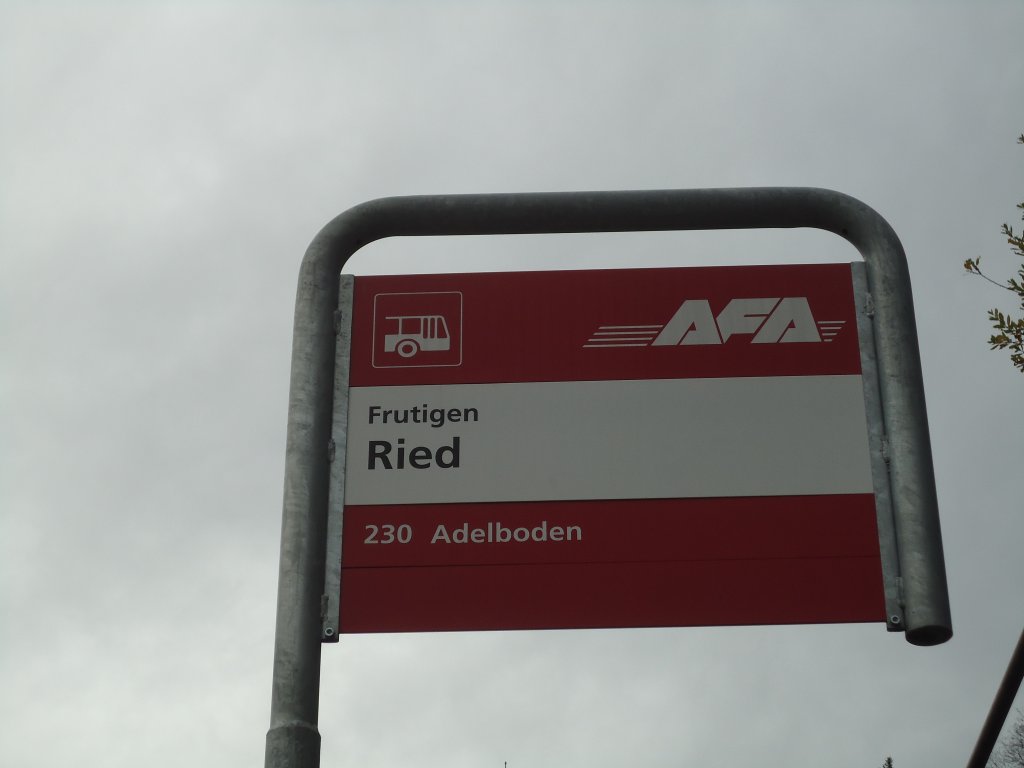 AFA
Frutigen
Ried
230 Adelboden